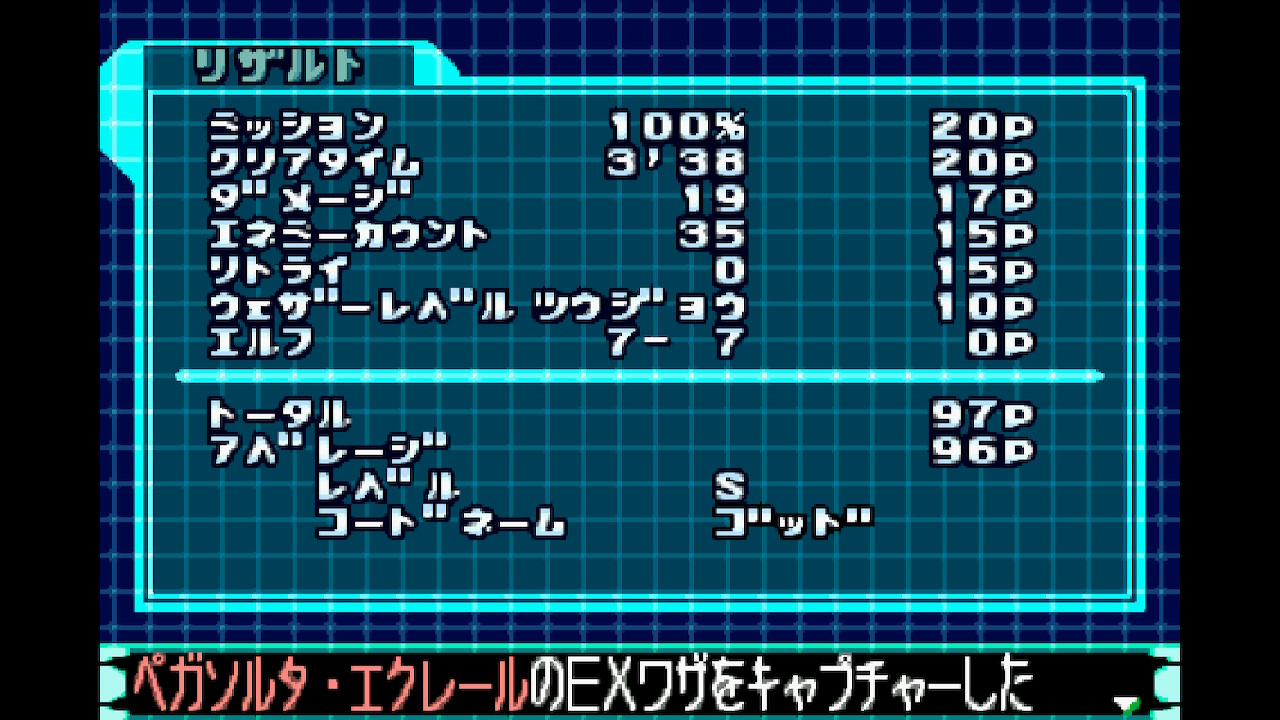 リザルト
ミッション 100% 20P
クリアタイム 3'38 20P
ダメージ 19 17P
エネミーカウント 35 15P
リトライ 0 15P
ウェザーレベル ツウジョウ 10P
エルフ 7- 7 0P
トータル 97P
アベレージ 96P
レベル S
コードネーム ゴッド
ペガソルタ・エクレールのEXワザをキャプチャーした